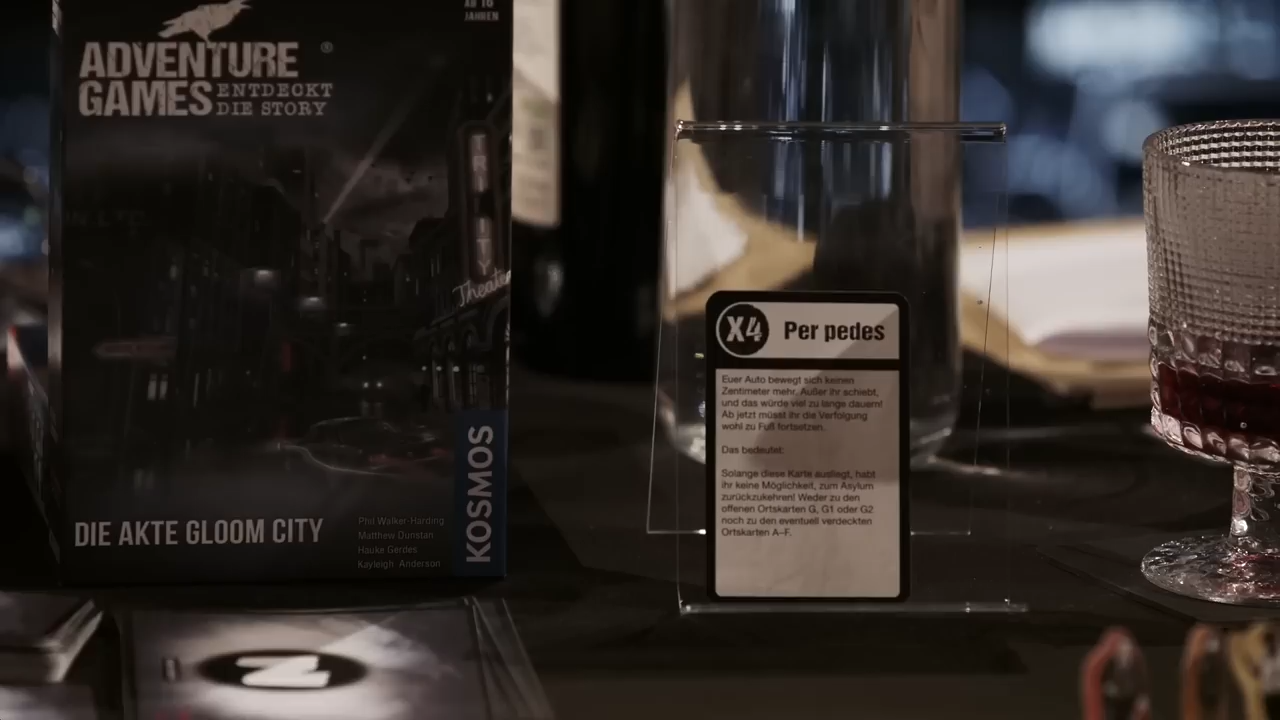 AB 16
JAHREN
ADVENTURE ®
GAMES ENTDECKT
DIE STORY
TRINITY
Theater
KOSMOS
DIE AKTE GLOOM CITY
Phil Walker-Harding
Matthew Dunstan
Hauke Gerdes
Kayleigh Anderson
X4 Per pedes
Euer Auto bewegt sich keinen
Zentimeter mehr. Außer ihr schiebt,
und das würde viel zu lange dauern!
Ab jetzt müsst ihr die Verfolgung
wohl zu Fuß fortsetzen.
Das bedeutet:
Solange diese Karte ausliegt, habt
ihr keine Möglichkeit, zum Asylum
zurückzukehren! Weder zu den
offenen Ortskarten G, G1 oder G2
noch zu den eventuell verdeckten
Ortskarten A–F.